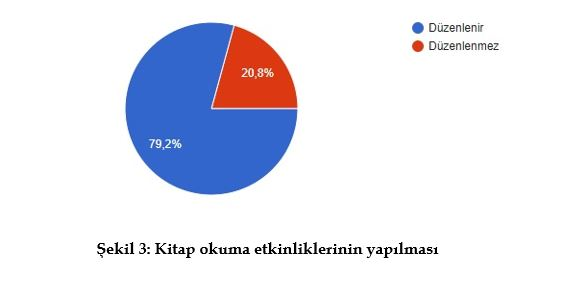 Düzenlenir
Düzenlenmez
20,8%
79,2%
Şekil 3: Kitap okuma etkinliklerinin yapılması